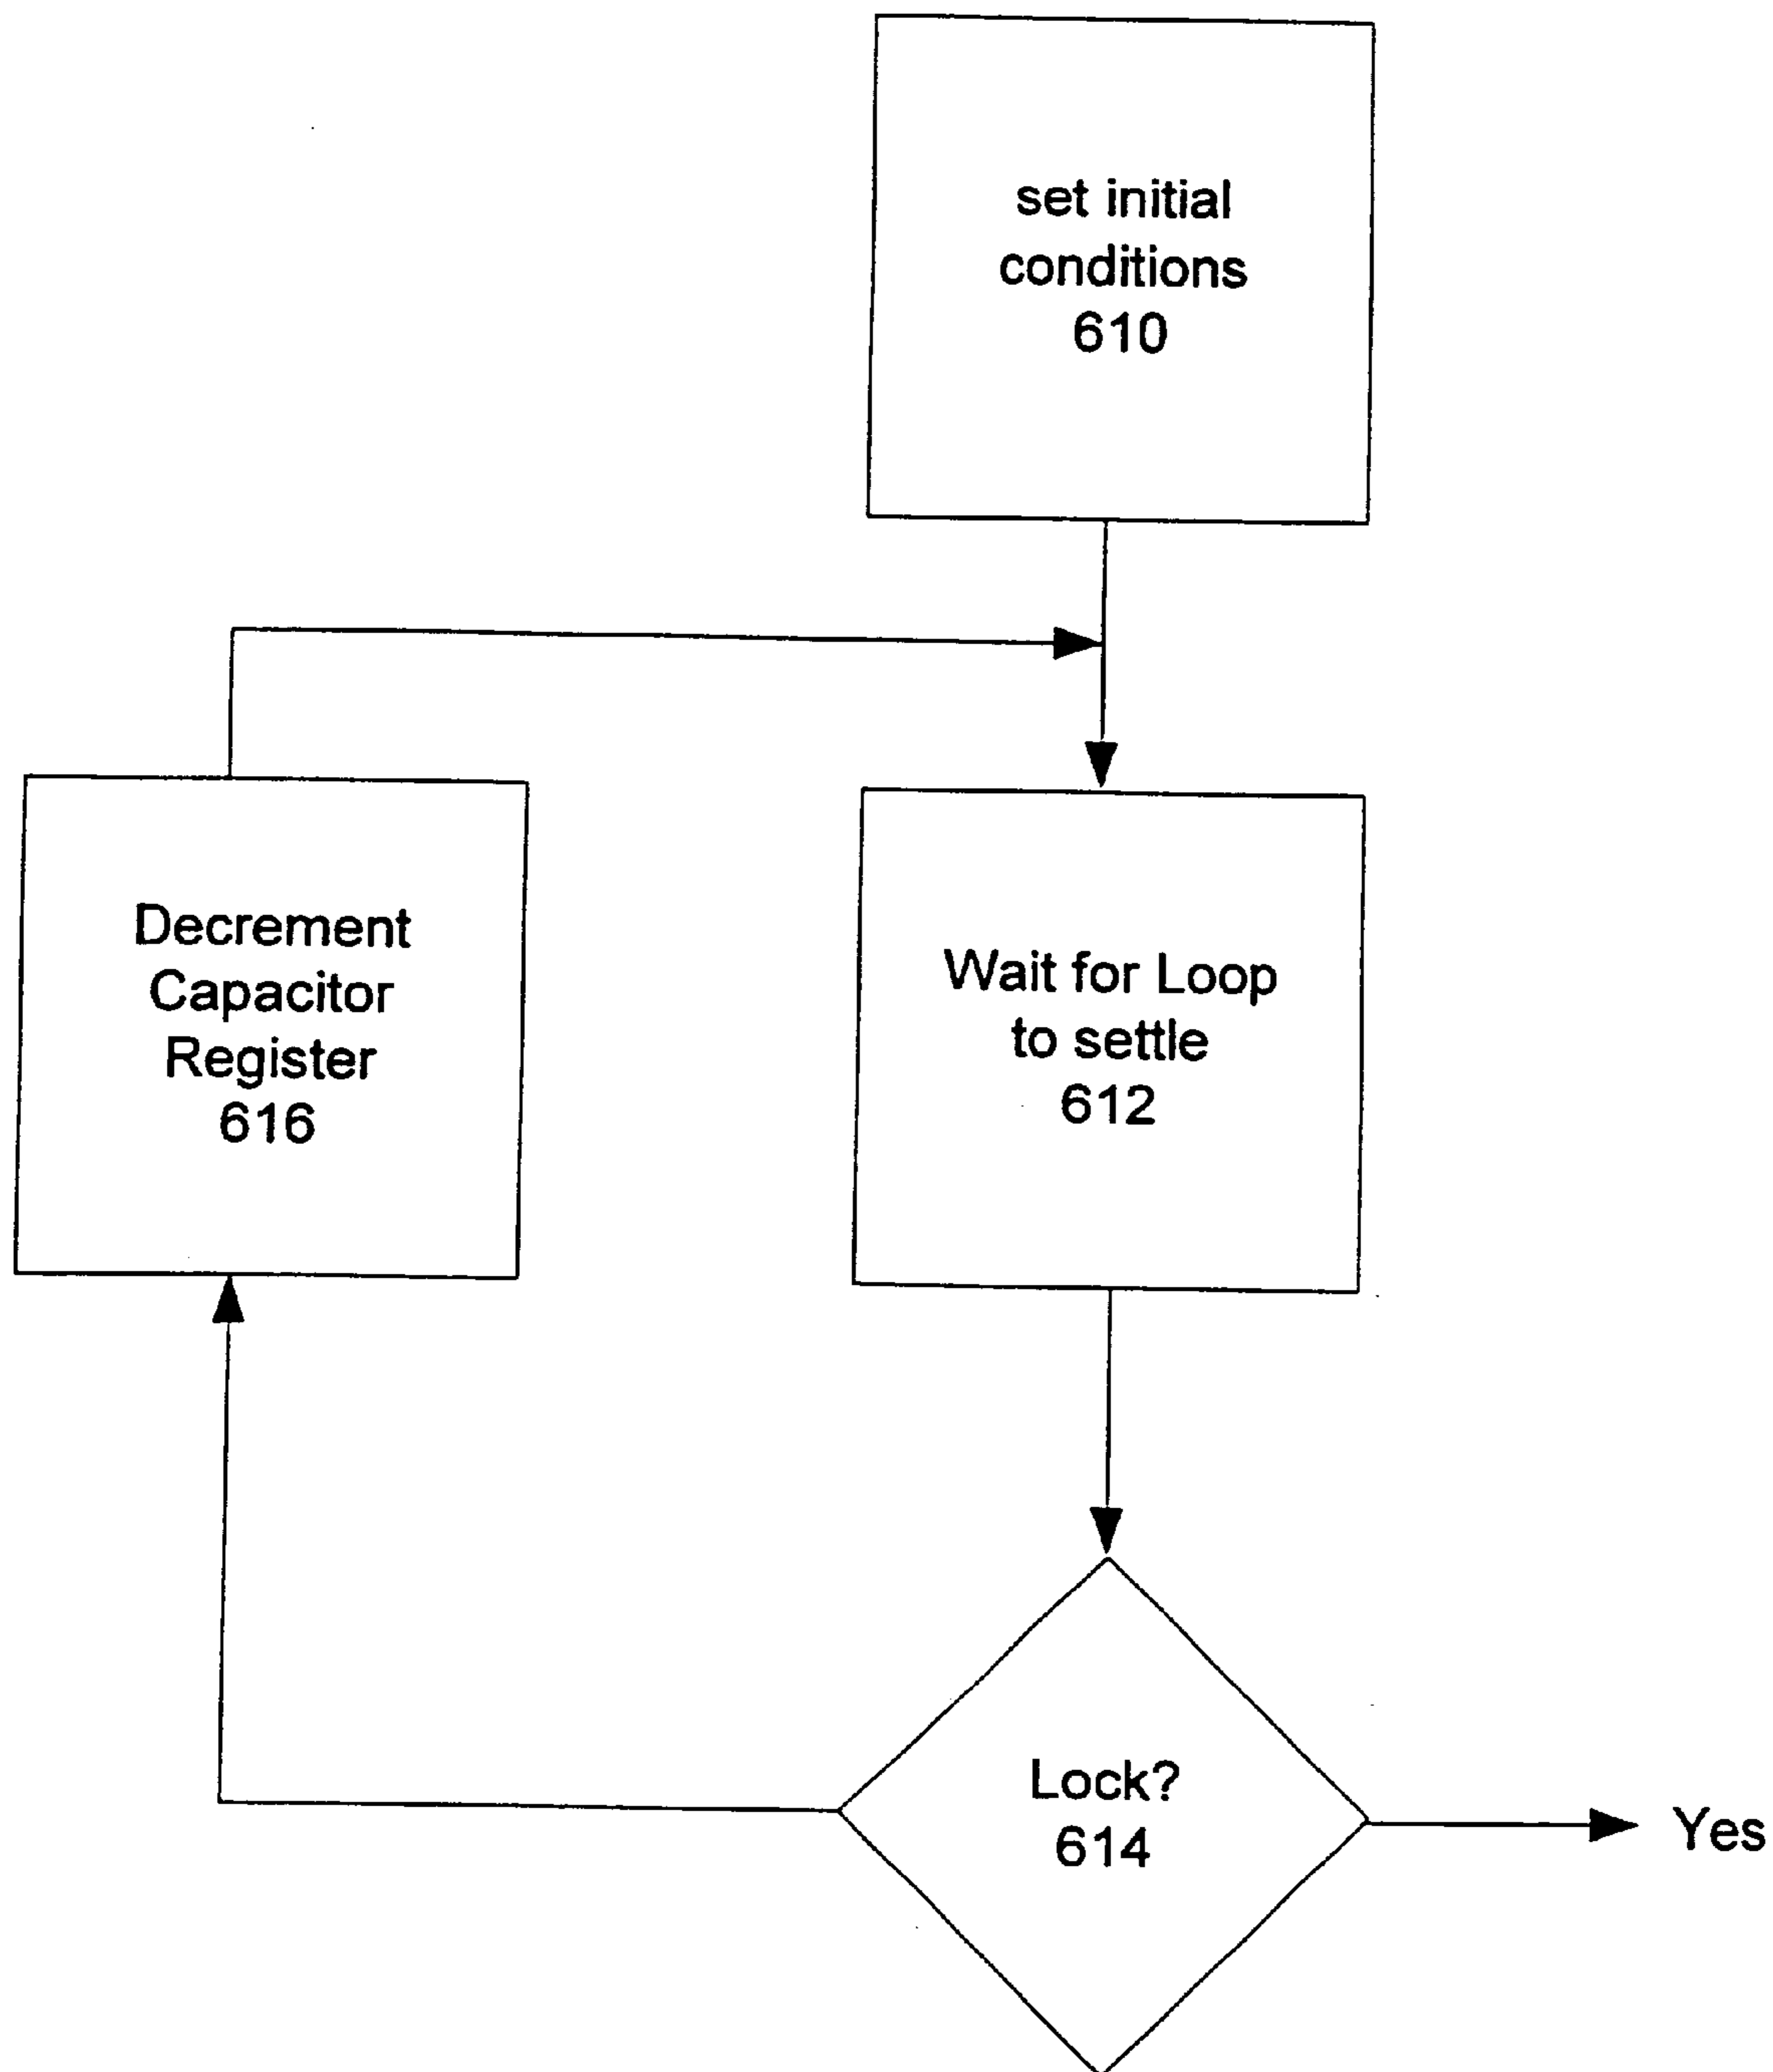 set initial
conditions
610
Decrement
Capacitor
Register
616
Wait for Loop
to settle
612
Lock?
614
Yes